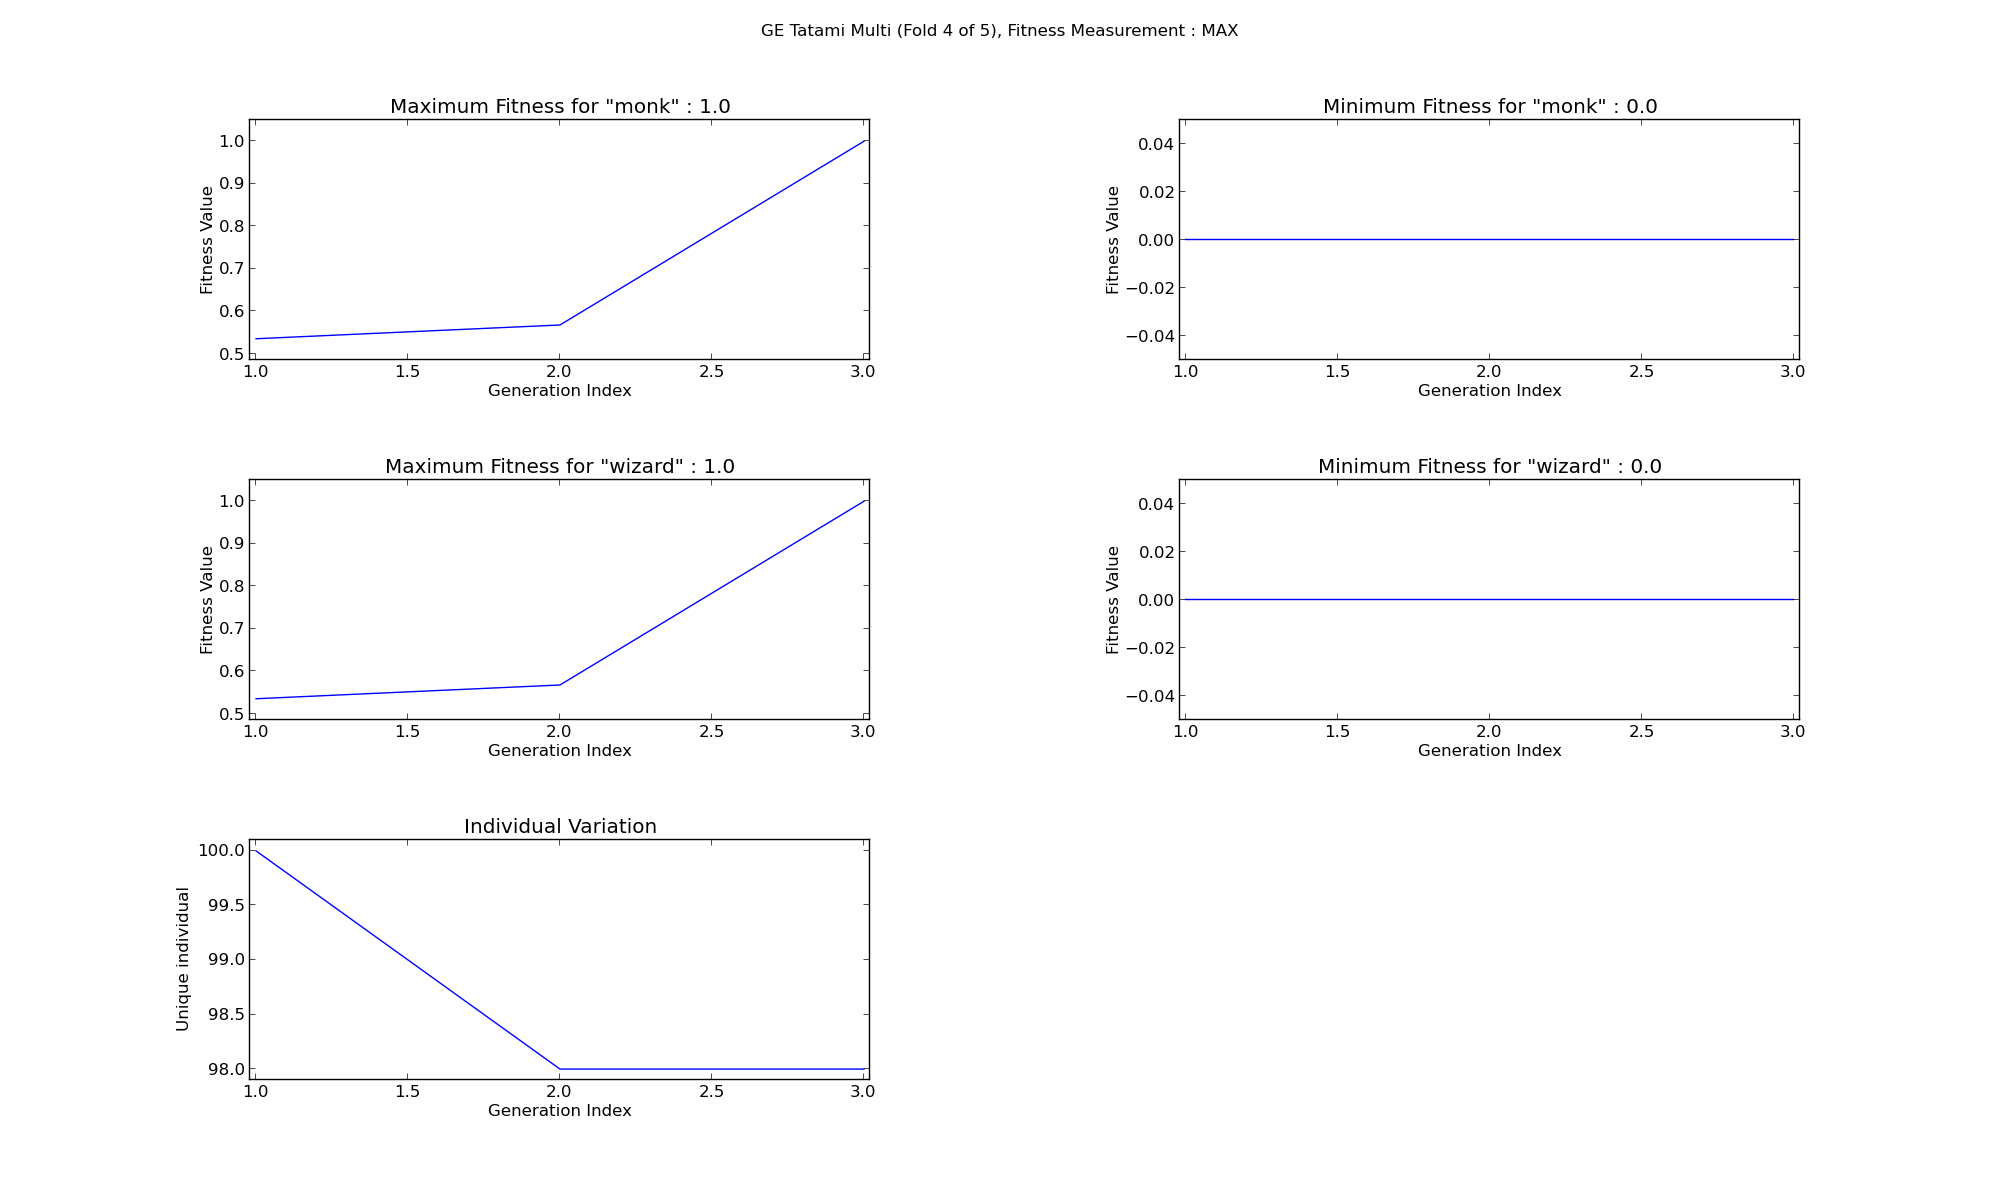 GE Tatami Multi (Fold 4 of 5), Fitness Measurement : MAX
Maximum Fitness for "monk" : 1.0
1.0
0.9
0.8
0.7
0.6
0.5
Fitness Value
1.0 1.5 2.0 2.5 3.0
Generation Index
Minimum Fitness for "monk" : 0.0
0.04
0.02
0.00
−0.02
−0.04
Fitness Value
1.0 1.5 2.0 2.5 3.0
Generation Index
Maximum Fitness for "wizard" : 1.0
1.0
0.9
0.8
0.7
0.6
0.5
Fitness Value
1.0 1.5 2.0 2.5 3.0
Generation Index
Minimum Fitness for "wizard" : 0.0
0.04
0.02
0.00
−0.02
−0.04
Fitness Value
1.0 1.5 2.0 2.5 3.0
Generation Index
Individual Variation
100.0
99.5
99.0
98.5
98.0
Unique individual
1.0 1.5 2.0 2.5 3.0
Generation Index